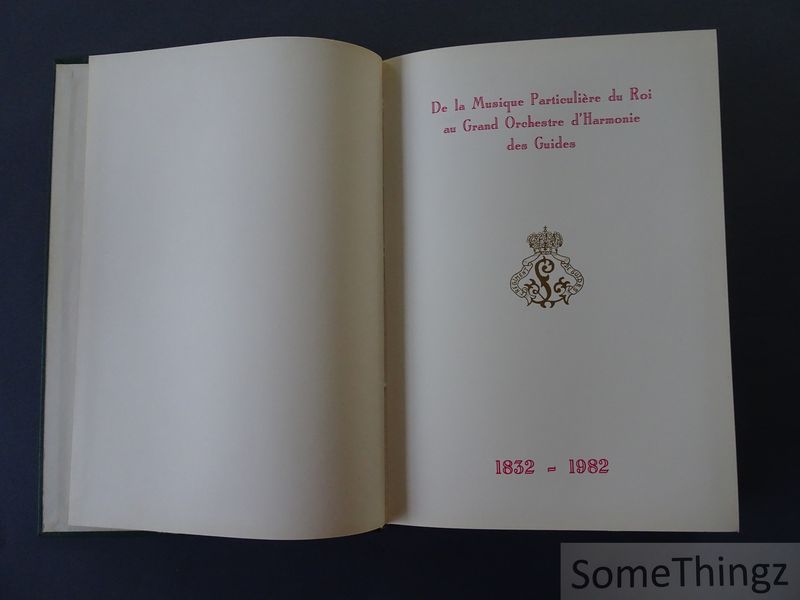 De la Musique Particulière du Roi
au Grand Orchestre d'Harmonie
des Guides
1832 - 1982
SomeThingz